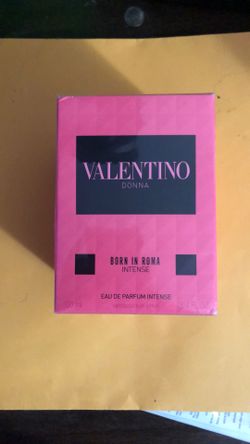 VALENTINO
DONNA
BORN IN ROMA
INTENSE
EAU DE PARFUM INTENSE